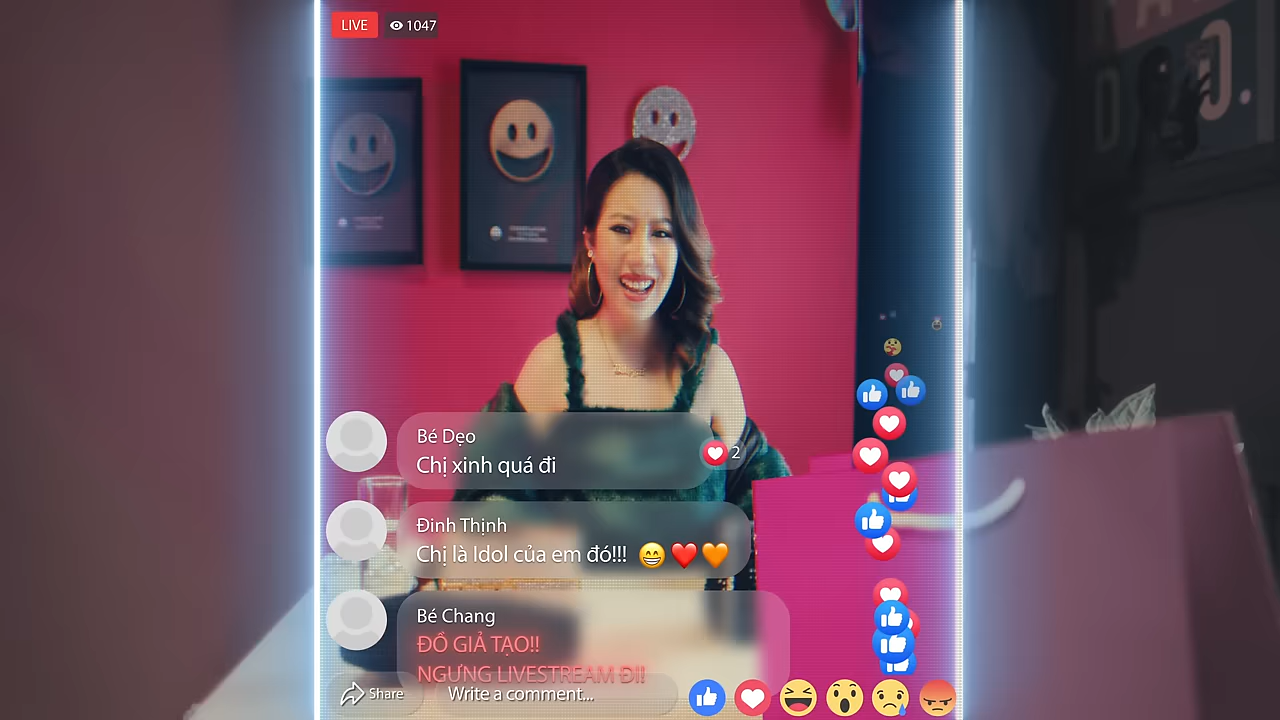 LIVE
1047
Bé Dẹo
Chị xinh quá đi
2
Đinh Thịnh
Chị là Idol của em đó!!!
Bé Chang
ĐỒ GIẢ TẠO!!
NGƯNG LIVESTREAM ĐI!!
Share
Write a comment...